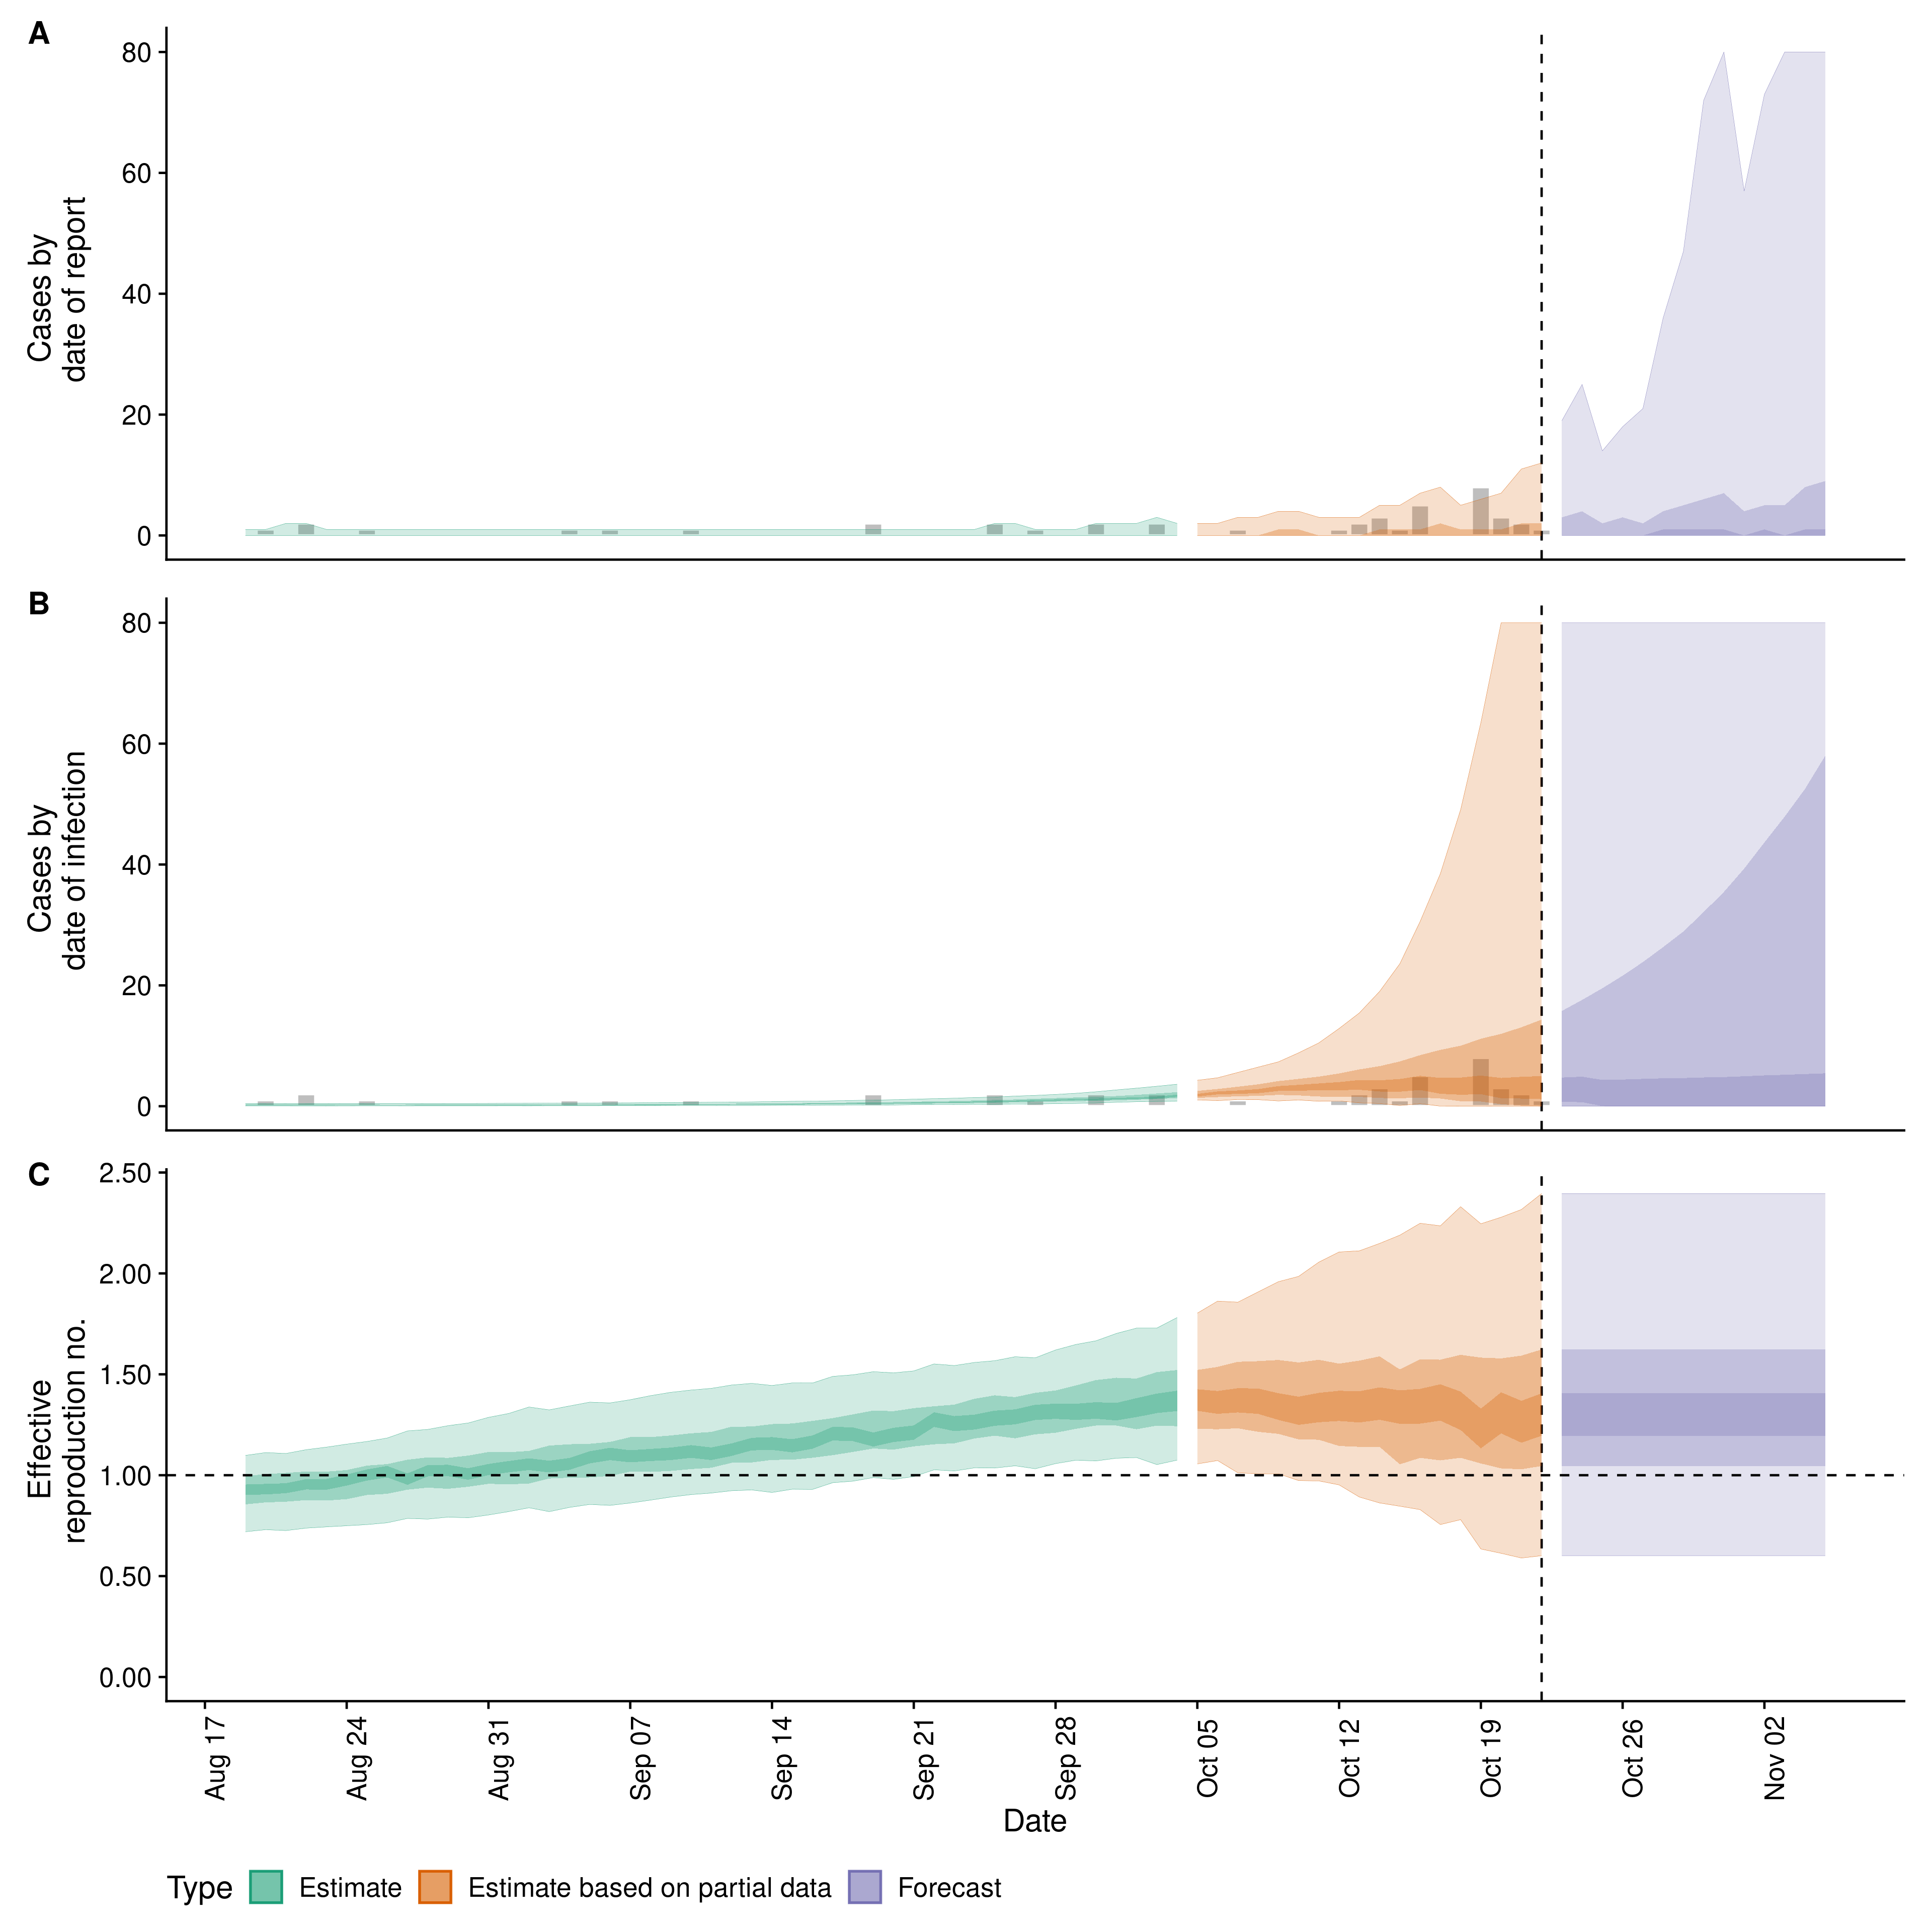 A
80
60
40
20
0
Cases by
date of report
B
80
60
40
20
0
Cases by
date of infection
C
2.50
2.00
1.50
1.00
0.50
0.00
Effective
reproduction no.
Aug 17
Aug 24
Aug 31
Sep 07
Sep 14
Sep 21
Sep 28
Oct 05
Oct 12
Oct 19
Oct 26
Nov 02
Date
Type Estimate Estimate based on partial data Forecast